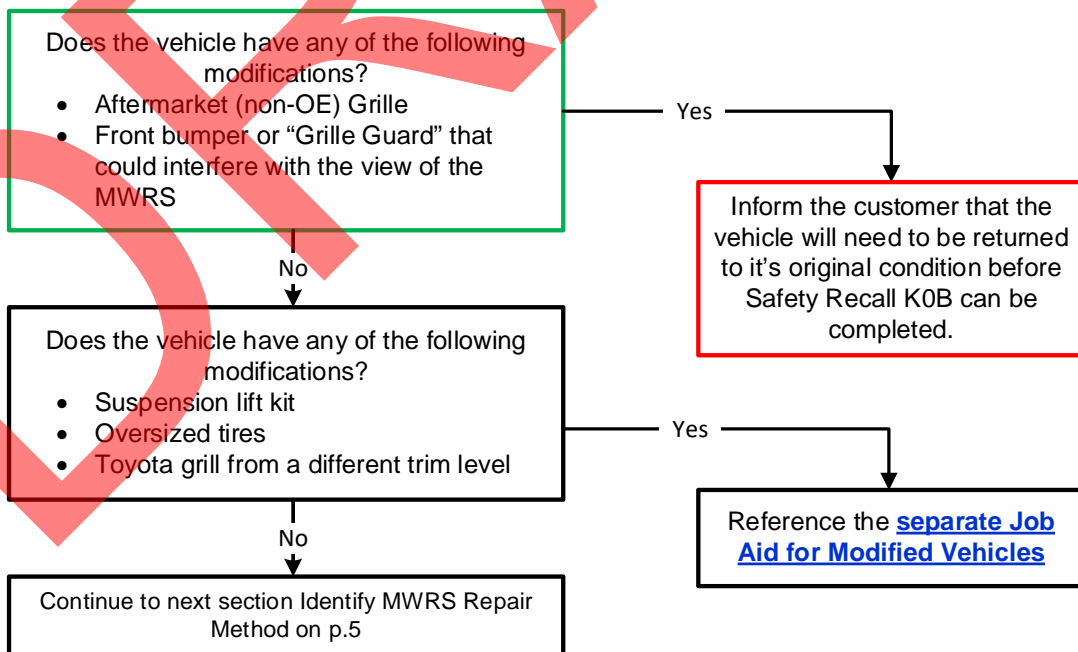 Does the vehicle have any of the following
modifications?
• Aftermarket (non-OE) Grille
• Front bumper or “Grille Guard” that
could interfere with the view of the
MWRS
Yes
Inform the customer that the
vehicle will need to be returned
to it's original condition before
Safety Recall K0B can be
completed.
No
Does the vehicle have any of the following
modifications?
• Suspension lift kit
• Oversized tires
• Toyota grill from a different trim level
Yes
Reference the separate Job
Aid for Modified Vehicles
No
Continue to next section Identify MWRS Repair
Method on p.5